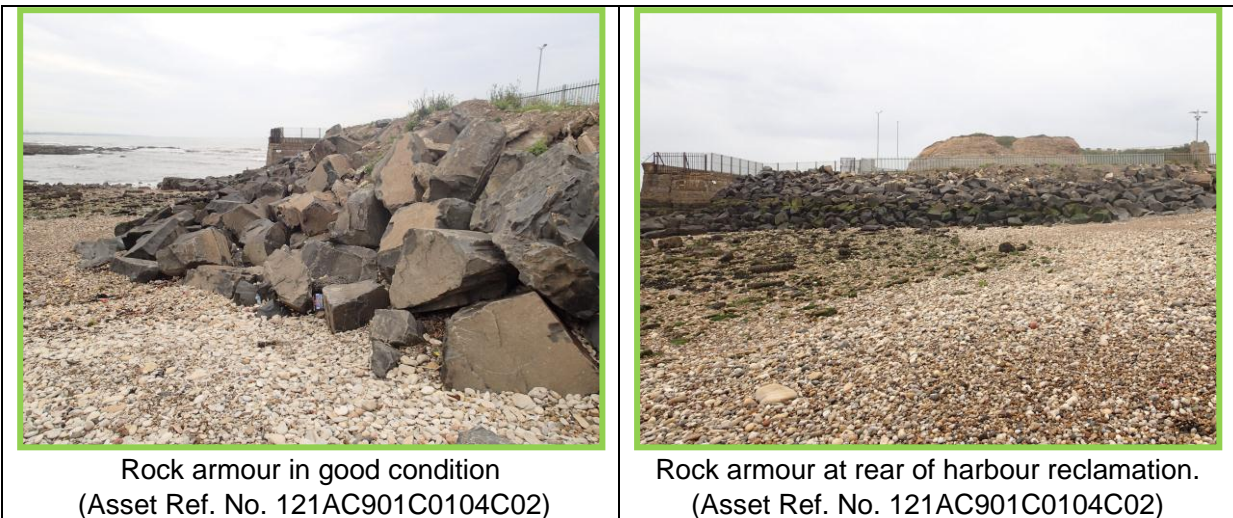 Rock armour in good condition
(Asset Ref. No. 121AC901C0104C02)
Rock armour at rear of harbour reclamation.
(Asset Ref. No. 121AC901C0104C02)